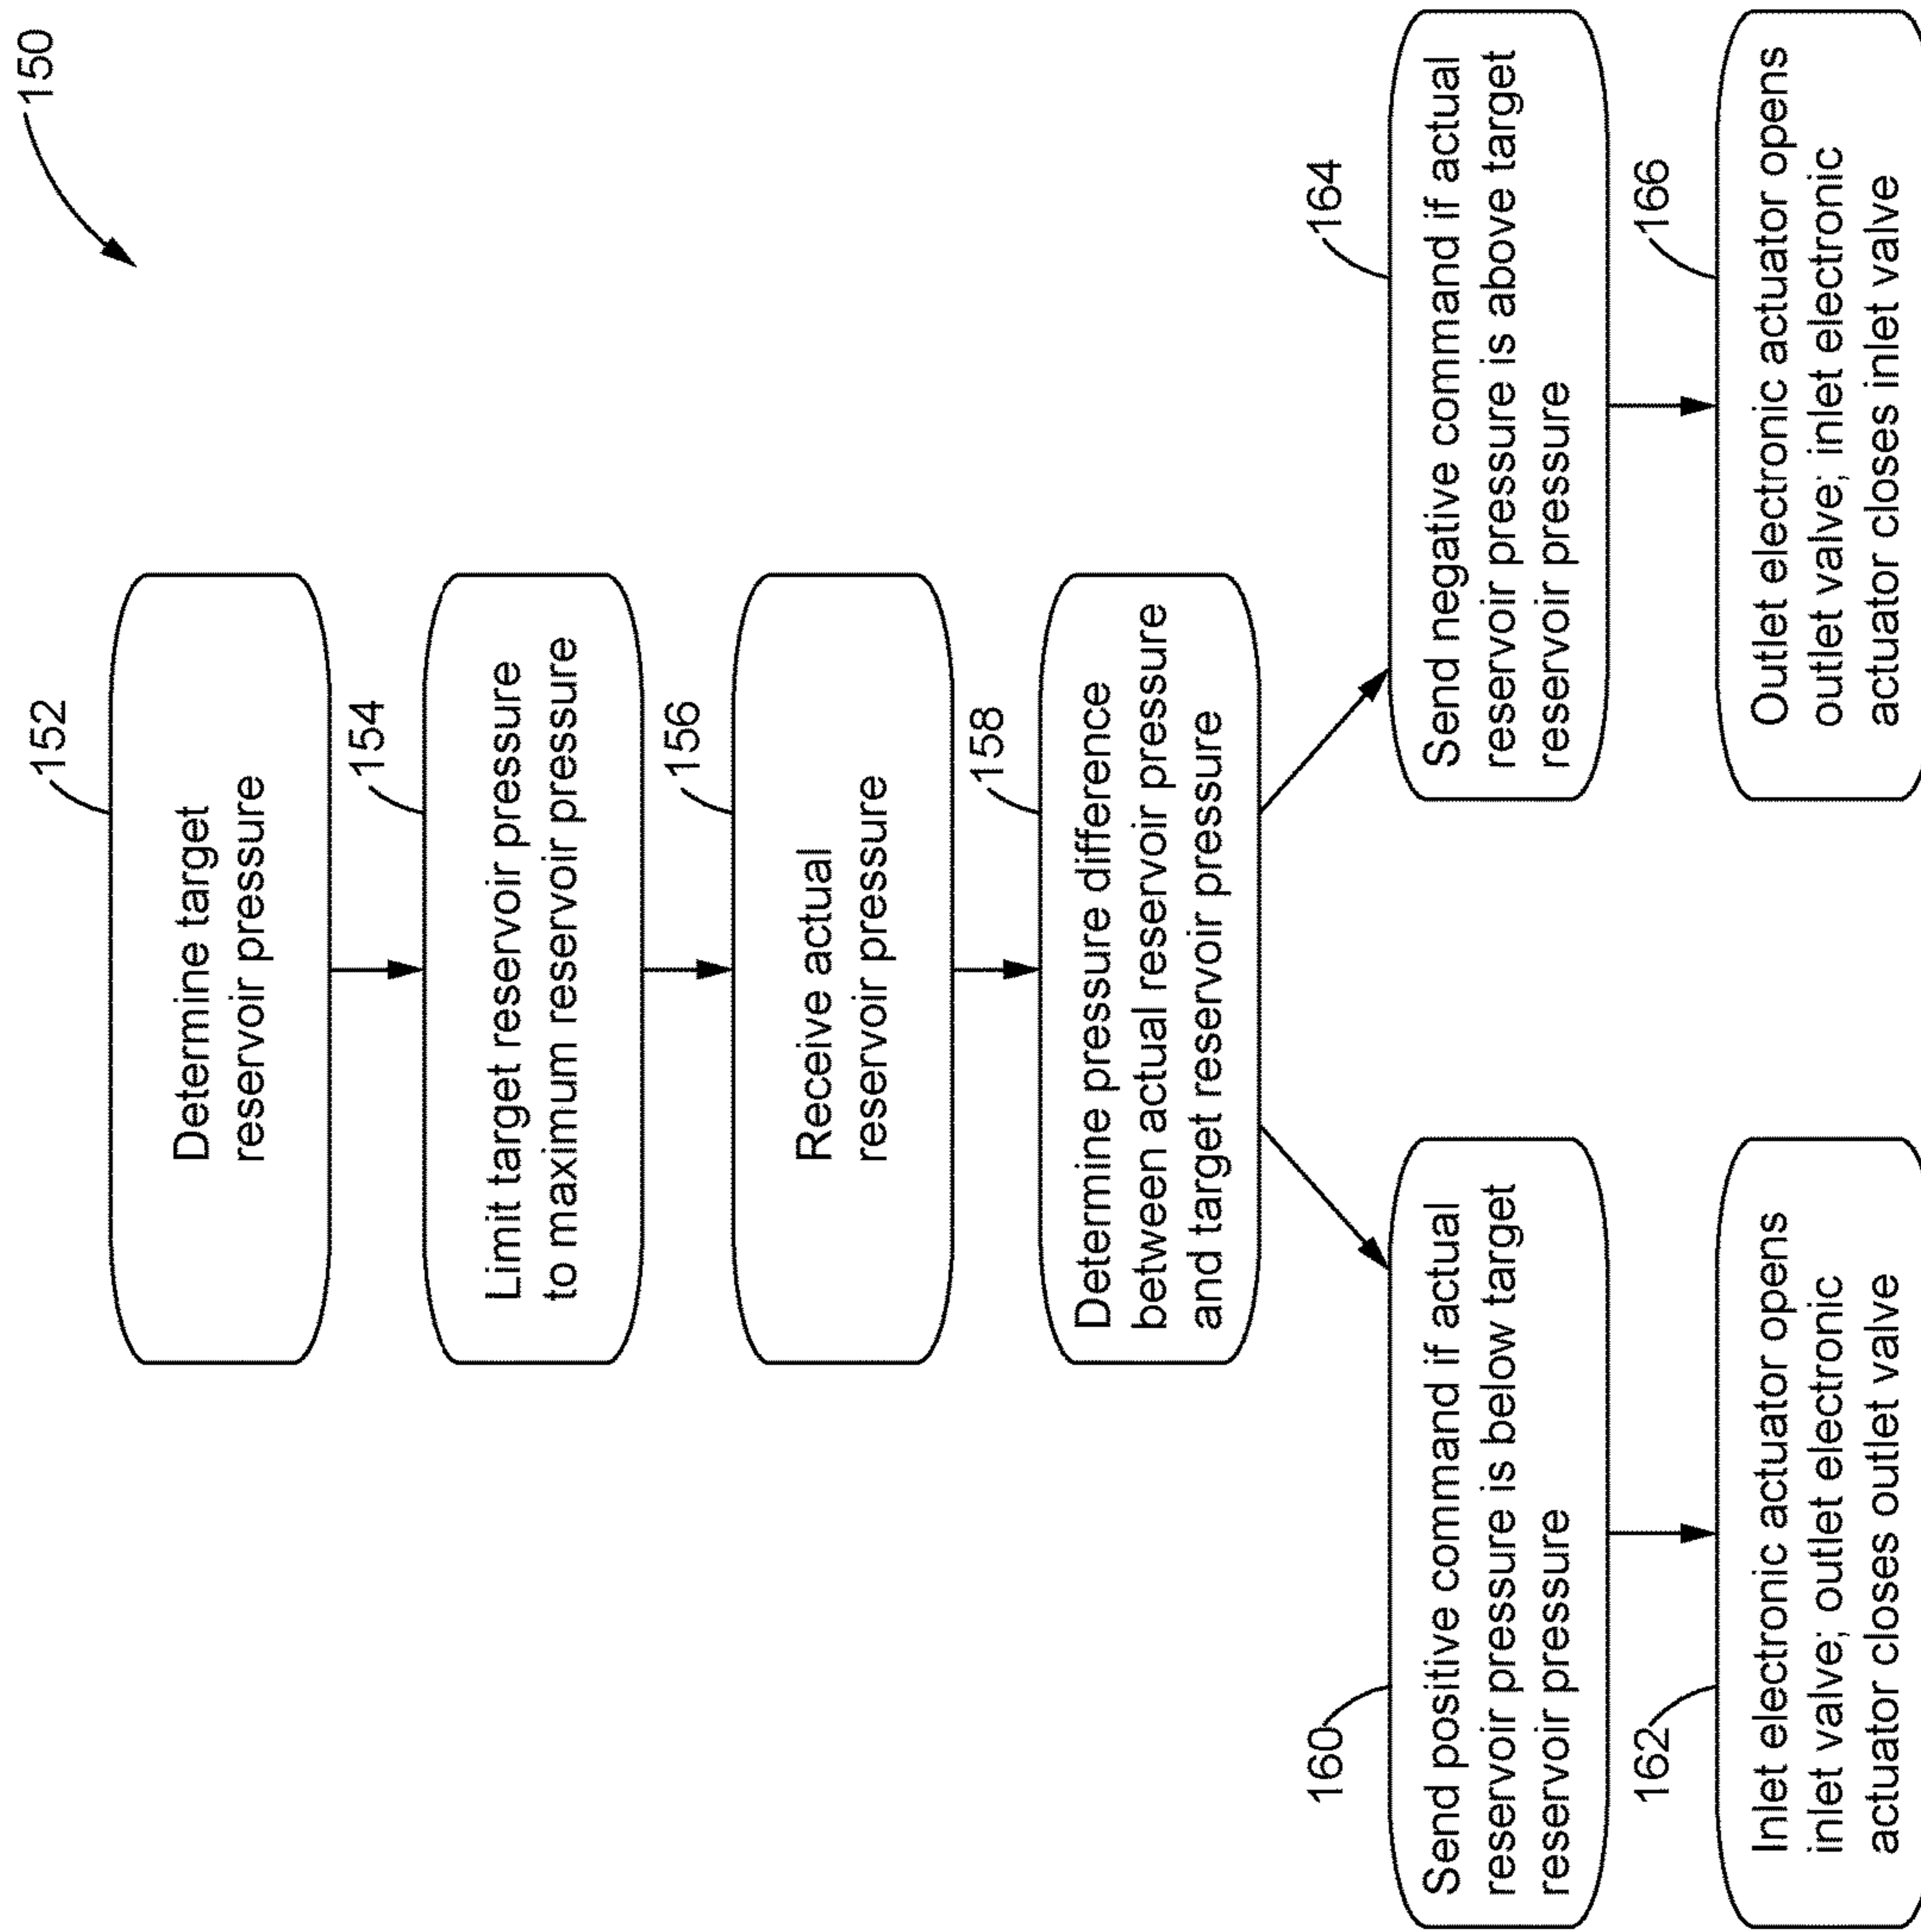 150
152
Determine target
reservoir pressure
154
Limit target reservoir pressure
to maximum reservoir pressure
156
Receive actual
reservoir pressure
158
Determine pressure difference
between actual reservoir pressure
and target reservoir pressure
160
Send positive command if actual
reservoir pressure is below target
reservoir pressure
162
Inlet electronic actuator opens
inlet valve; outlet electronic
actuator closes outlet valve
164
Send negative command if actual
reservoir pressure is above target
reservoir pressure
166
Outlet electronic actuator opens
outlet valve; inlet electronic
actuator closes inlet valve